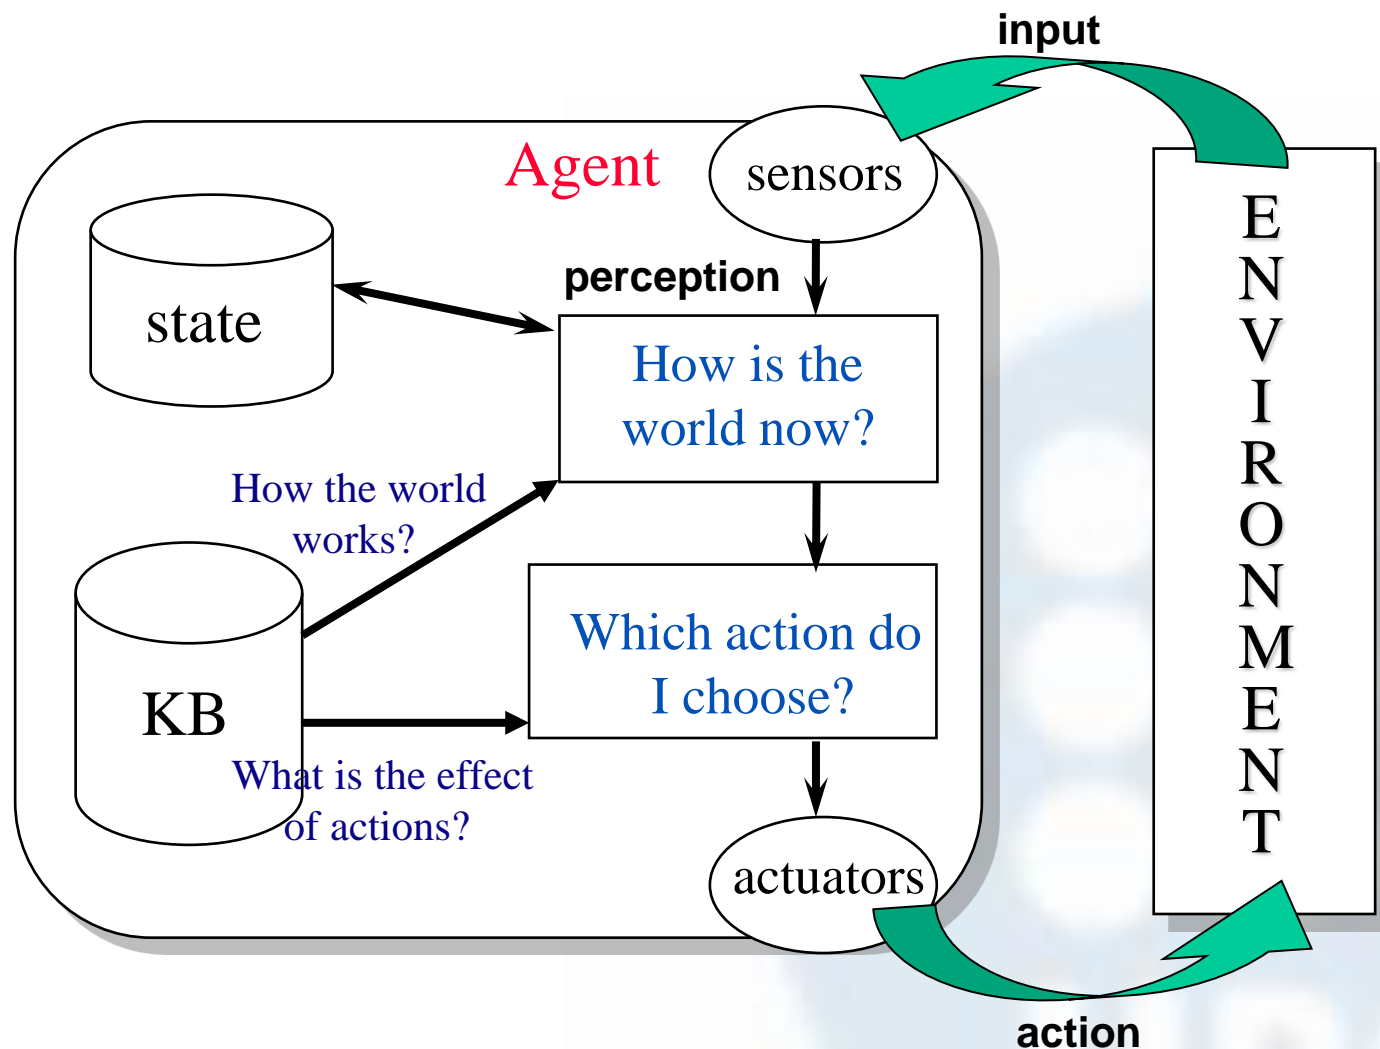 input
Agent
sensors
perception
state
How is the
world now?
How the world
works?
Which action do
I choose?
KB
What is the effect
of actions?
actuators
action
E
N
V
I
R
O
N
M
E
N
T